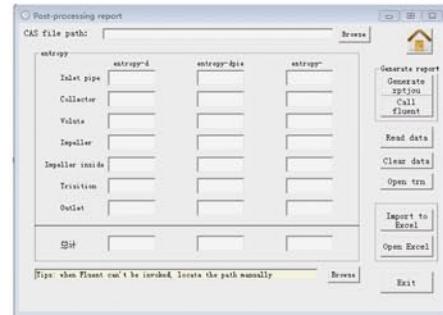 Post-processing report
CAS file path:
Browse
entropy
entropy-d
entropy-dpie
entropy-
Inlet pipe
Collector
Volute
Impeller
Impeller inside
Trisition
Outlet
总计
Tips: when Fluent can't be invoked, locate the path manually
Browse
Generate report
Generate
rptjou
Call
fluent
Read data
Clear data
Open trn
Import to
Excel
Open Excel
Exit